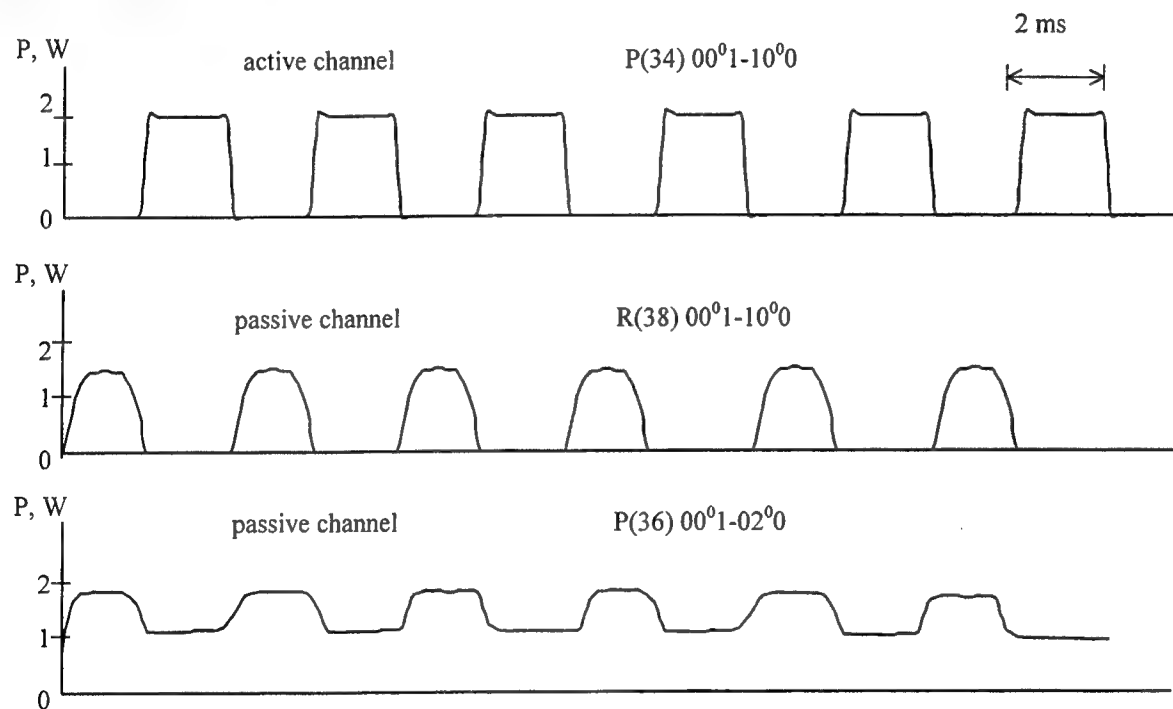 2 ms
P, W
active channel P(34) 00⁰1-10⁰0
2
1
0
P, W
passive channel R(38) 00⁰1-10⁰0
2
1
0
P, W
passive channel P(36) 00⁰1-02⁰0
2
1
0